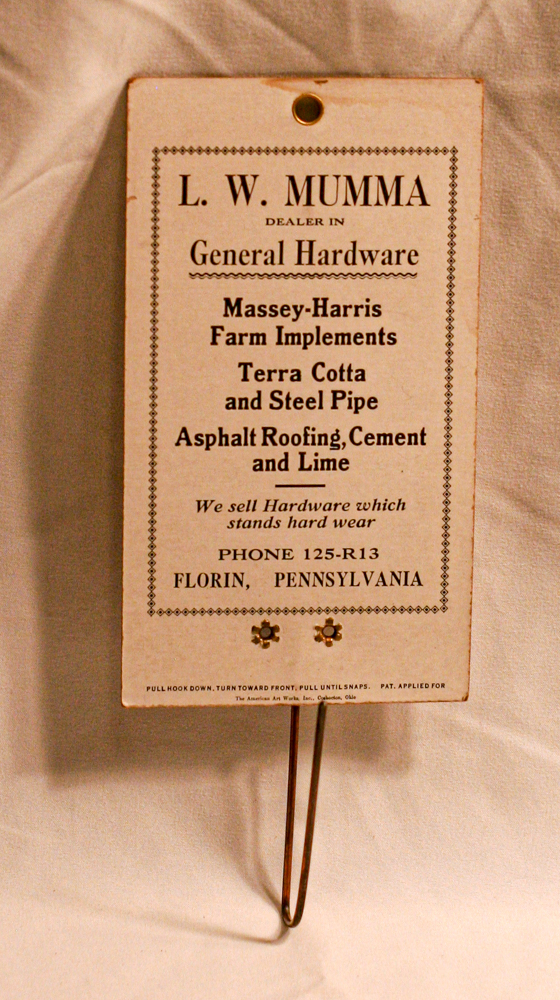 L. W. MUMMA
DEALER IN
General Hardware
Massey-Harris
Farm Implements
Terra Cotta
and Steel Pipe
Asphalt Roofing, Cement
and Lime
We sell Hardware which
stands hard wear
PHONE 125-R13
FLORIN, PENNSYLVANIA
PULL HOOK DOWN, TURN TOWARD FRONT, PULL UNTIL SNAPS. PAT. APPLIED FOR
The American Art Works, Inc., Coshocton, Ohio